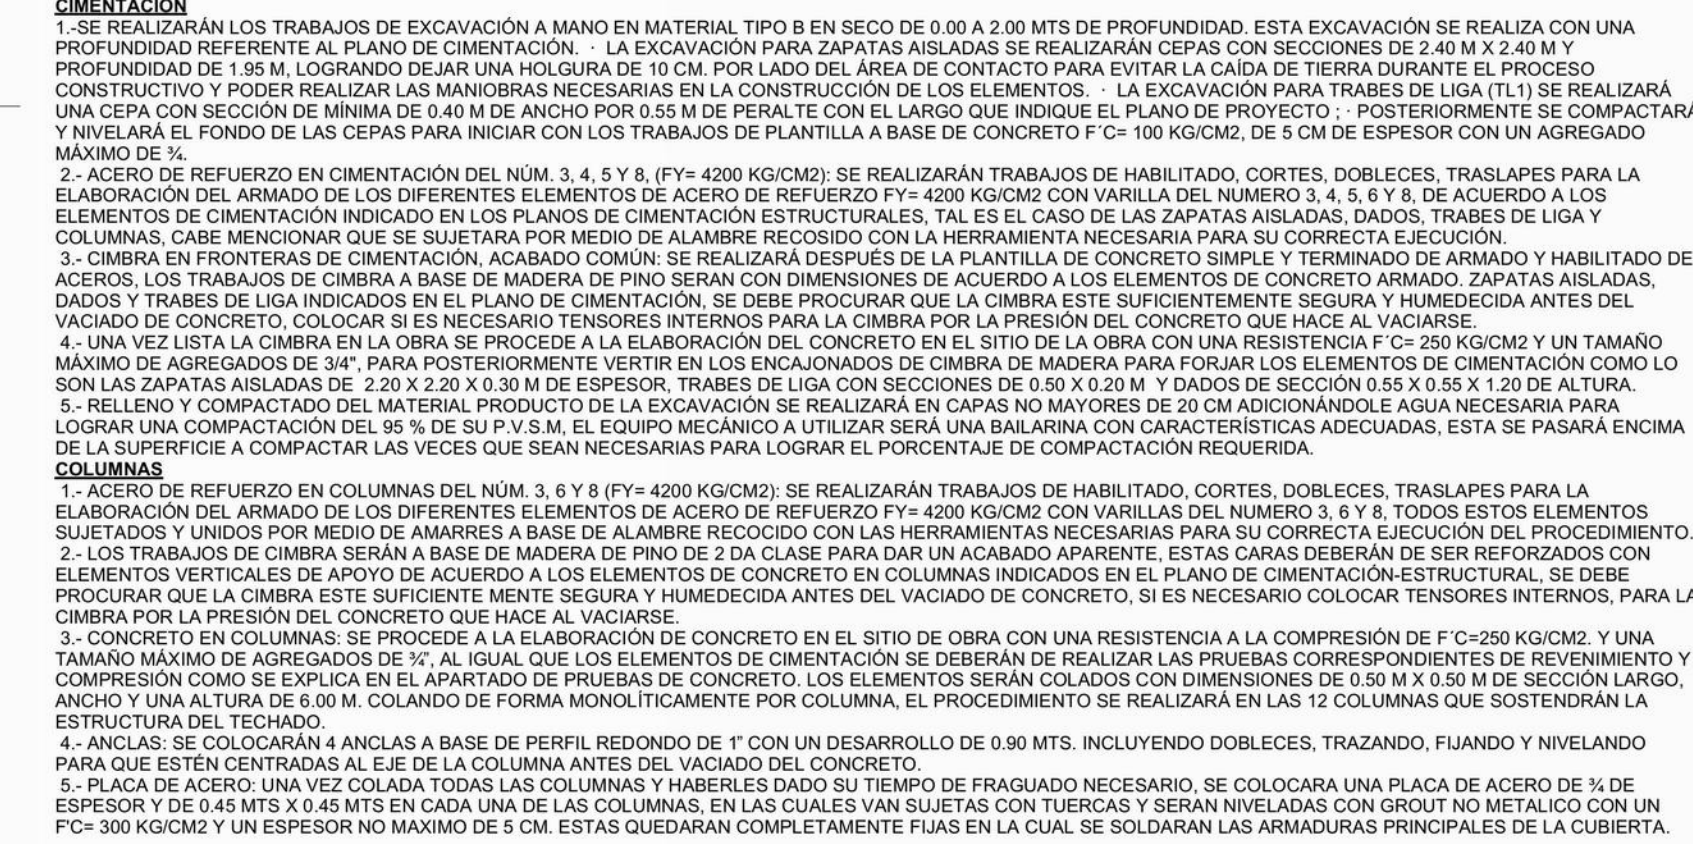 CIMENTACIÓN
1.-SE REALIZARÁN LOS TRABAJOS DE EXCAVACIÓN A MANO EN MATERIAL TIPO B EN SECO DE 0.00 A 2.00 MTS DE PROFUNDIDAD. ESTA EXCAVACIÓN SE REALIZA CON UNA
PROFUNDIDAD REFERENTE AL PLANO DE CIMENTACIÓN. · LA EXCAVACIÓN PARA ZAPATAS AISLADAS SE REALIZARÁN CEPAS CON SECCIONES DE 2.40 M X 2.40 M Y
PROFUNDIDAD DE 1.95 M, LOGRANDO DEJAR UNA HOLGURA DE 10 CM. POR LADO DEL ÁREA DE CONTACTO PARA EVITAR LA CAÍDA DE TIERRA DURANTE EL PROCESO
CONSTRUCTIVO Y PODER REALIZAR LAS MANIOBRAS NECESARIAS EN LA CONSTRUCCIÓN DE LOS ELEMENTOS. · LA EXCAVACIÓN PARA TRABES DE LIGA (TL1) SE REALIZARÁ
UNA CEPA CON SECCIÓN DE MÍNIMA DE 0.40 M DE ANCHO POR 0.55 M DE PERALTE CON EL LARGO QUE INDIQUE EL PLANO DE PROYECTO ; · POSTERIORMENTE SE COMPACTARÁ
Y NIVELARÁ EL FONDO DE LAS CEPAS PARA INICIAR CON LOS TRABAJOS DE PLANTILLA A BASE DE CONCRETO F´C= 100 KG/CM2, DE 5 CM DE ESPESOR CON UN AGREGADO
MÁXIMO DE ¾.
2.- ACERO DE REFUERZO EN CIMENTACIÓN DEL NÚM. 3, 4, 5 Y 8, (FY= 4200 KG/CM2): SE REALIZARÁN TRABAJOS DE HABILITADO, CORTES, DOBLECES, TRASLAPES PARA LA
ELABORACIÓN DEL ARMADO DE LOS DIFERENTES ELEMENTOS DE ACERO DE REFUERZO FY= 4200 KG/CM2 CON VARILLA DEL NUMERO 3, 4, 5, 6 Y 8, DE ACUERDO A LOS
ELEMENTOS DE CIMENTACIÓN INDICADO EN LOS PLANOS DE CIMENTACIÓN ESTRUCTURALES, TAL ES EL CASO DE LAS ZAPATAS AISLADAS, DADOS, TRABES DE LIGA Y
COLUMNAS, CABE MENCIONAR QUE SE SUJETARA POR MEDIO DE ALAMBRE RECOSIDO CON LA HERRAMIENTA NECESARIA PARA SU CORRECTA EJECUCIÓN.
3.- CIMBRA EN FRONTERAS DE CIMENTACIÓN, ACABADO COMÚN: SE REALIZARÁ DESPUÉS DE LA PLANTILLA DE CONCRETO SIMPLE Y TERMINADO DE ARMADO Y HABILITADO DE
ACEROS, LOS TRABAJOS DE CIMBRA A BASE DE MADERA DE PINO SERAN CON DIMENSIONES DE ACUERDO A LOS ELEMENTOS DE CONCRETO ARMADO. ZAPATAS AISLADAS,
DADOS Y TRABES DE LIGA INDICADOS EN EL PLANO DE CIMENTACIÓN, SE DEBE PROCURAR QUE LA CIMBRA ESTE SUFICIENTEMENTE SEGURA Y HUMEDECIDA ANTES DEL
VACIADO DE CONCRETO, COLOCAR SI ES NECESARIO TENSORES INTERNOS PARA LA CIMBRA POR LA PRESIÓN DEL CONCRETO QUE HACE AL VACIARSE.
4.- UNA VEZ LISTA LA CIMBRA EN LA OBRA SE PROCEDE A LA ELABORACIÓN DEL CONCRETO EN EL SITIO DE LA OBRA CON UNA RESISTENCIA F´C= 250 KG/CM2 Y UN TAMAÑO
MÁXIMO DE AGREGADOS DE 3/4", PARA POSTERIORMENTE VERTIR EN LOS ENCAJONADOS DE CIMBRA DE MADERA PARA FORJAR LOS ELEMENTOS DE CIMENTACIÓN COMO LO
SON LAS ZAPATAS AISLADAS DE 2.20 X 2.20 X 0.30 M DE ESPESOR, TRABES DE LIGA CON SECCIONES DE 0.50 X 0.20 M Y DADOS DE SECCIÓN 0.55 X 0.55 X 1.20 DE ALTURA.
5.- RELLENO Y COMPACTADO DEL MATERIAL PRODUCTO DE LA EXCAVACIÓN SE REALIZARÁ EN CAPAS NO MAYORES DE 20 CM ADICIONÁNDOLE AGUA NECESARIA PARA
LOGRAR UNA COMPACTACIÓN DEL 95 % DE SU P.V.S.M, EL EQUIPO MECÁNICO A UTILIZAR SERÁ UNA BAILARINA CON CARACTERÍSTICAS ADECUADAS, ESTA SE PASARÁ ENCIMA
DE LA SUPERFICIE A COMPACTAR LAS VECES QUE SEAN NECESARIAS PARA LOGRAR EL PORCENTAJE DE COMPACTACIÓN REQUERIDA.
COLUMNAS
1.- ACERO DE REFUERZO EN COLUMNAS DEL NÚM. 3, 6 Y 8 (FY= 4200 KG/CM2): SE REALIZARÁN TRABAJOS DE HABILITADO, CORTES, DOBLECES, TRASLAPES PARA LA
ELABORACIÓN DEL ARMADO DE LOS DIFERENTES ELEMENTOS DE ACERO DE REFUERZO FY= 4200 KG/CM2 CON VARILLAS DEL NUMERO 3, 6 Y 8, TODOS ESTOS ELEMENTOS
SUJETADOS Y UNIDOS POR MEDIO DE AMARRES A BASE DE ALAMBRE RECOCIDO CON LAS HERRAMIENTAS NECESARIAS PARA SU CORRECTA EJECUCIÓN DEL PROCEDIMIENTO.
2.- LOS TRABAJOS DE CIMBRA SERÁN A BASE DE MADERA DE PINO DE 2 DA CLASE PARA DAR UN ACABADO APARENTE, ESTAS CARAS DEBERÁN DE SER REFORZADOS CON
ELEMENTOS VERTICALES DE APOYO DE ACUERDO A LOS ELEMENTOS DE CONCRETO EN COLUMNAS INDICADOS EN EL PLANO DE CIMENTACIÓN-ESTRUCTURAL, SE DEBE
PROCURAR QUE LA CIMBRA ESTE SUFICIENTE MENTE SEGURA Y HUMEDECIDA ANTES DEL VACIADO DE CONCRETO, SI ES NECESARIO COLOCAR TENSORES INTERNOS, PARA LA
CIMBRA POR LA PRESIÓN DEL CONCRETO QUE HACE AL VACIARSE.
3.- CONCRETO EN COLUMNAS: SE PROCEDE A LA ELABORACIÓN DE CONCRETO EN EL SITIO DE OBRA CON UNA RESISTENCIA A LA COMPRESIÓN DE F´C=250 KG/CM2. Y UNA
TAMAÑO MÁXIMO DE AGREGADOS DE ¾”, AL IGUAL QUE LOS ELEMENTOS DE CIMENTACIÓN SE DEBERÁN DE REALIZAR LAS PRUEBAS CORRESPONDIENTES DE REVENIMIENTO Y
COMPRESIÓN COMO SE EXPLICA EN EL APARTADO DE PRUEBAS DE CONCRETO. LOS ELEMENTOS SERÁN COLADOS CON DIMENSIONES DE 0.50 M X 0.50 M DE SECCIÓN LARGO,
ANCHO Y UNA ALTURA DE 6.00 M. COLANDO DE FORMA MONOLÍTICAMENTE POR COLUMNA, EL PROCEDIMIENTO SE REALIZARÁ EN LAS 12 COLUMNAS QUE SOSTENDRÁN LA
ESTRUCTURA DEL TECHADO.
4.- ANCLAS: SE COLOCARÁN 4 ANCLAS A BASE DE PERFIL REDONDO DE 1” CON UN DESARROLLO DE 0.90 MTS. INCLUYENDO DOBLECES, TRAZANDO, FIJANDO Y NIVELANDO
PARA QUE ESTÉN CENTRADAS AL EJE DE LA COLUMNA ANTES DEL VACIADO DEL CONCRETO.
5.- PLACA DE ACERO: UNA VEZ COLADA TODAS LAS COLUMNAS Y HABERLES DADO SU TIEMPO DE FRAGUADO NECESARIO, SE COLOCARA UNA PLACA DE ACERO DE ¾ DE
ESPESOR Y DE 0.45 MTS X 0.45 MTS EN CADA UNA DE LAS COLUMNAS, EN LAS CUALES VAN SUJETAS CON TUERCAS Y SERAN NIVELADAS CON GROUT NO METALICO CON UN
F'C= 300 KG/CM2 Y UN ESPESOR NO MAXIMO DE 5 CM. ESTAS QUEDARAN COMPLETAMENTE FIJAS EN LA CUAL SE SOLDARAN LAS ARMADURAS PRINCIPALES DE LA CUBIERTA.